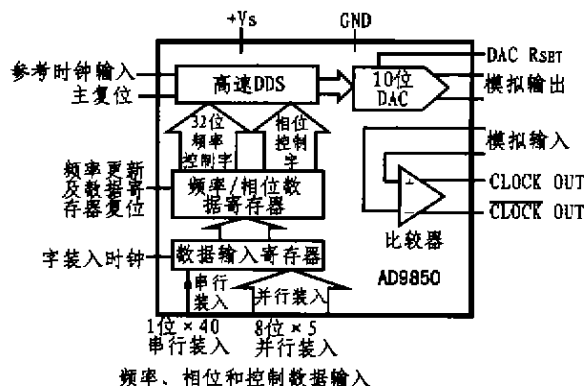 +Vs
GND
DAC RSET
参考时钟输入
主复位
高速DDS
10位
DAC
模拟输出
32位
频率
控制字
相位
控制
字
模拟输入
频率更新
及数据寄
存器复位
频率/相位数
据寄存器
+
CLOCK OUT
CLOCK OUT
比较器
字装入时钟
数据输入寄存器
AD9850
串行
装入
并行装入
1位×40
串行装入
8位×5
并行装入
频率、相位和控制数据输入